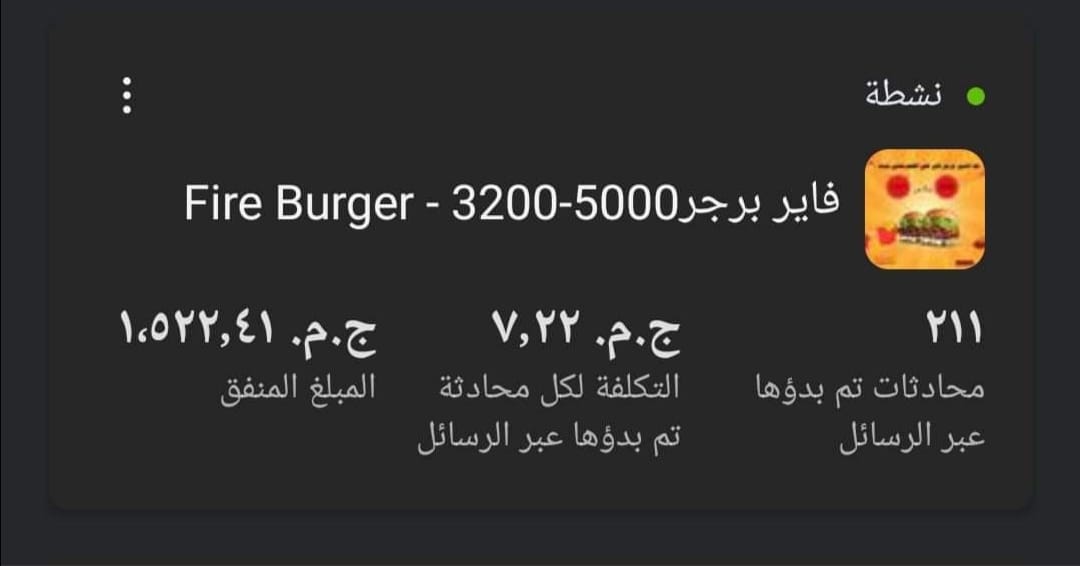 نشطة
فاير برجر5000-3200 - Fire Burger
٢١١
محادثات تم بدؤها
عبر الرسائل
ج.م. ٧,٢٢
التكلفة لكل محادثة
تم بدؤها عبر الرسائل
ج.م. ١،٥٢٢,٤١
المبلغ المنفق